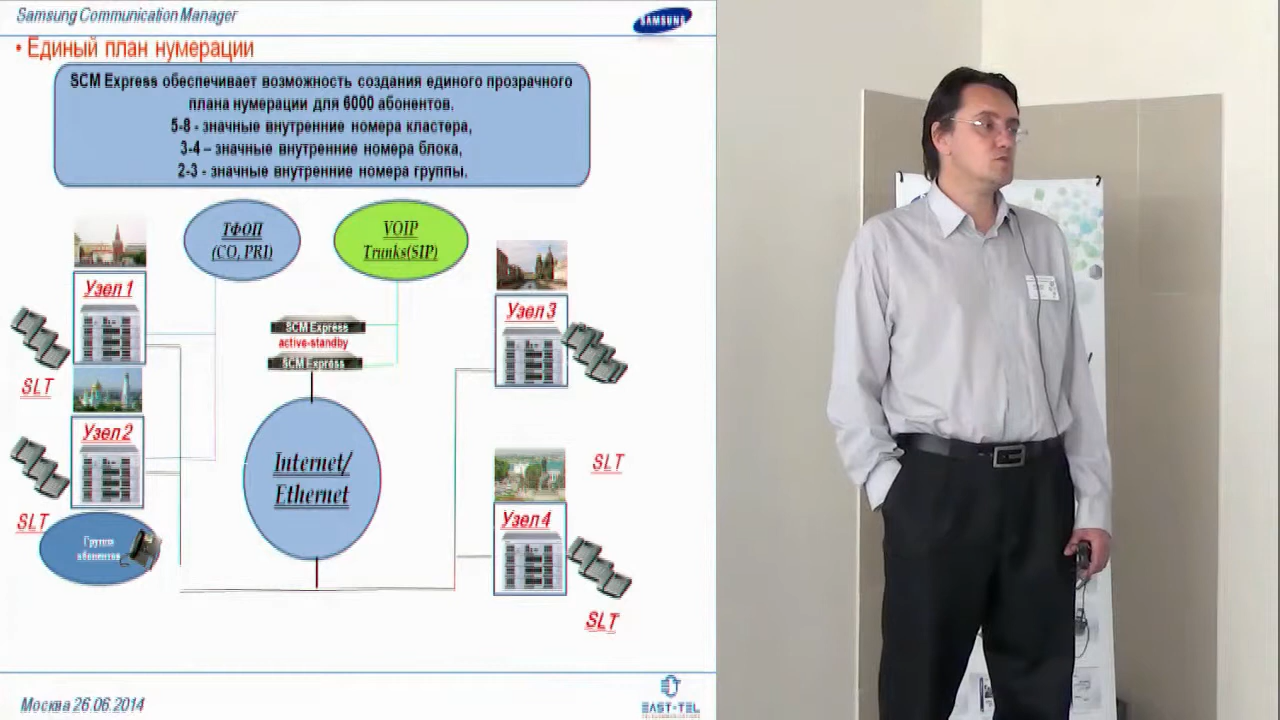 Samsung Communication Manager
SAMSUNG
• Единый план нумерации
SCM Express обеспечивает возможность создания единого прозрачного
плана нумерации для 6000 абонентов.
5-8 - значные внутренние номера кластера,
3-4 – значные внутренние номера блока,
2-3 - значные внутренние номера группы.
ТФОП
(CO, PRI)
VOIP
Trunks(SIP)
Узел 1
SLT
Узел 2
SLT
Группа
абонентов
SCM Express
active-standby
SCM Express
Internet/
Ethernet
Узел 3
SLT
Узел 4
SLT
Москва 26.06.2014
EAST-TEL